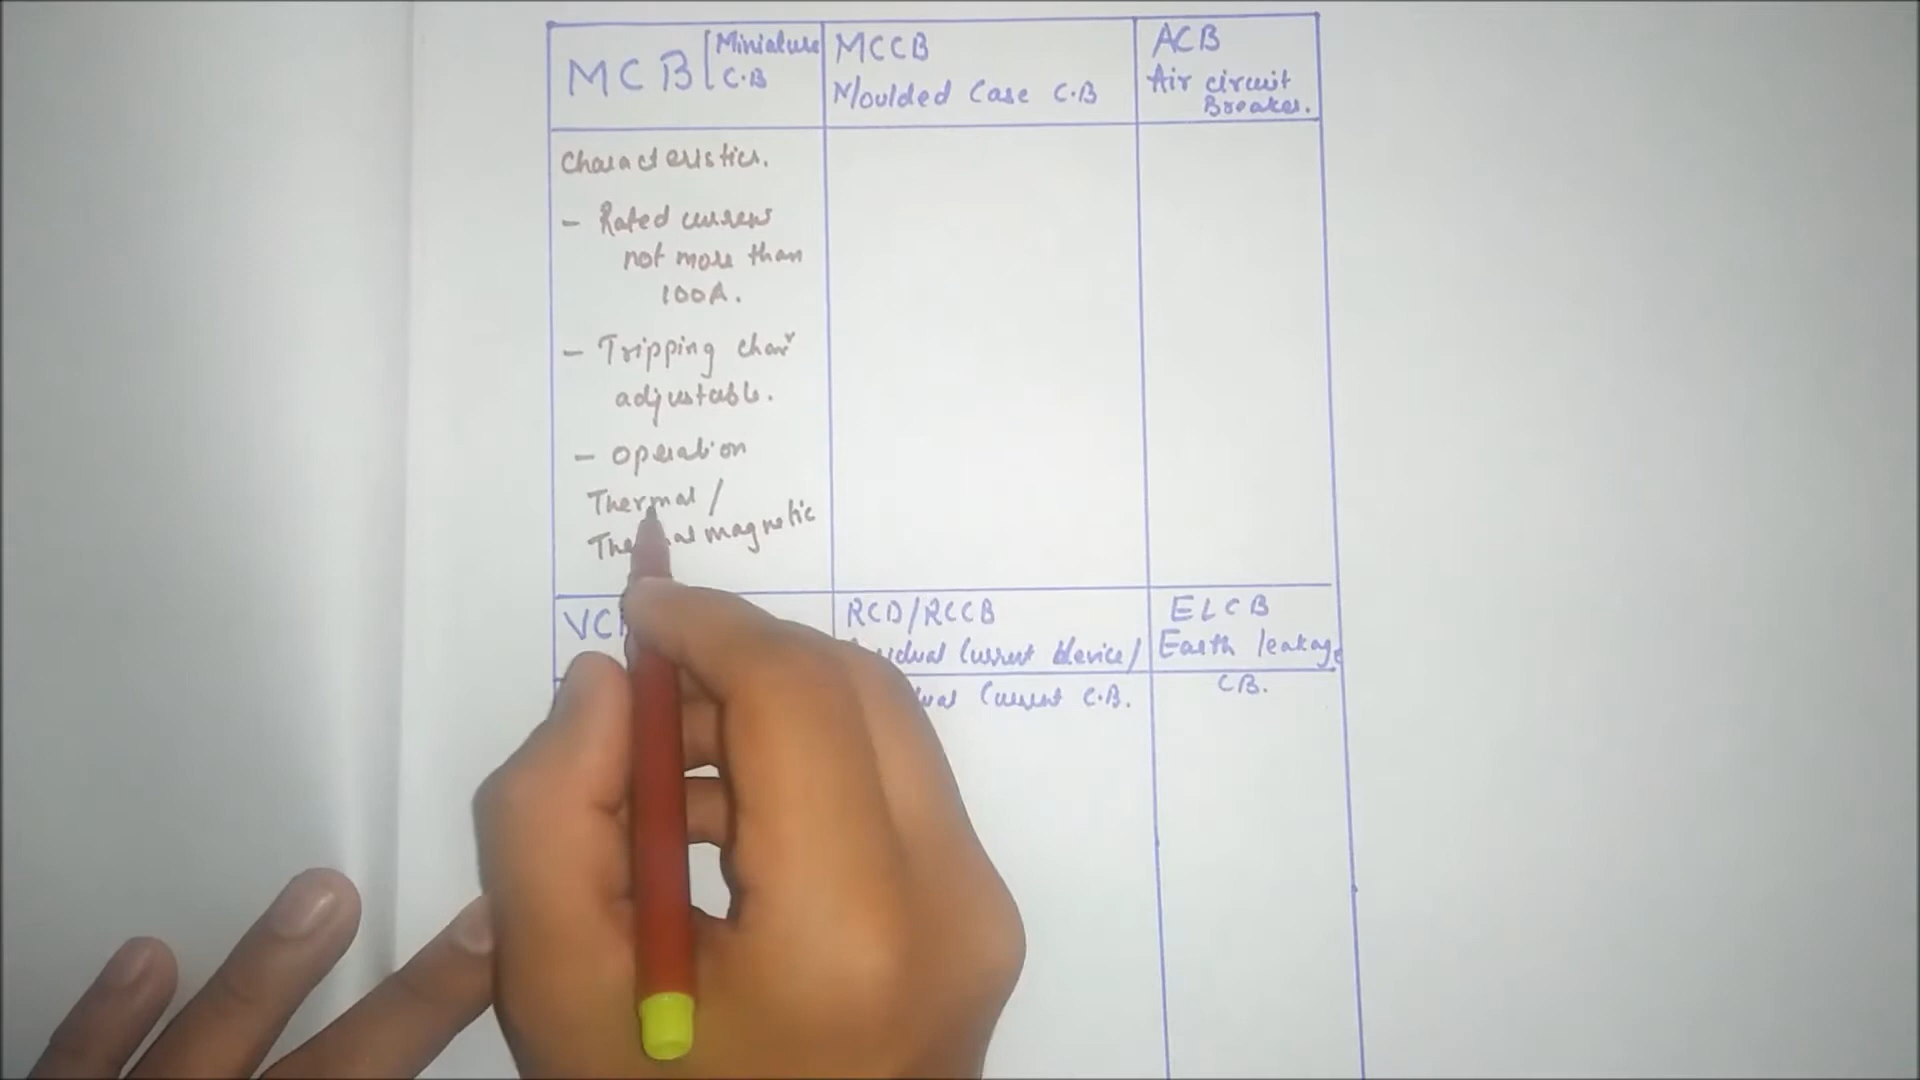 MCB [Miniature
C.B
MCCB
Moulded Case C.B
ACB
Air circuit
Breaker.
Characteristics.
- Rated current
not more than
100A.
- Tripping char
adjustable.
- Operation
Thermal /
magnetic
RCD/RCCB
Current Device/
Current C.B.
ELCB
Earth leakage
CB.